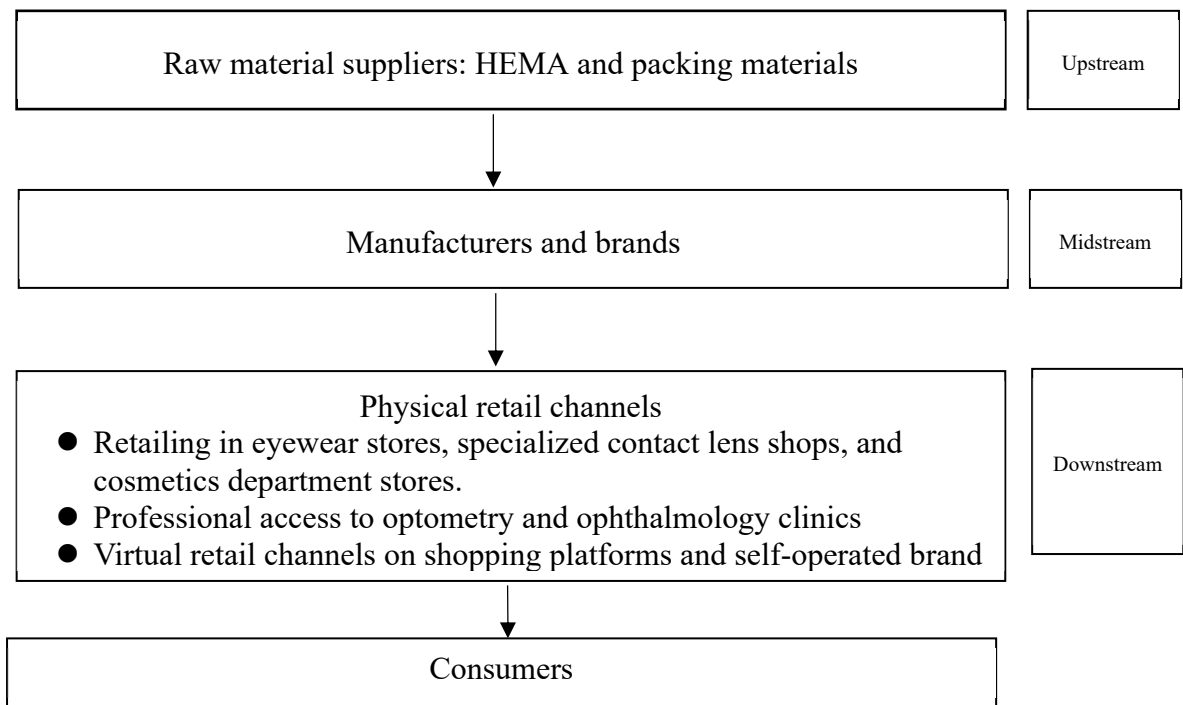 Raw material suppliers: HEMA and packing materials
Upstream
Manufacturers and brands
Midstream
Physical retail channels
● Retailing in eyewear stores, specialized contact lens shops, and
cosmetics department stores.
● Professional access to optometry and ophthalmology clinics
● Virtual retail channels on shopping platforms and self-operated brand
Downstream
Consumers